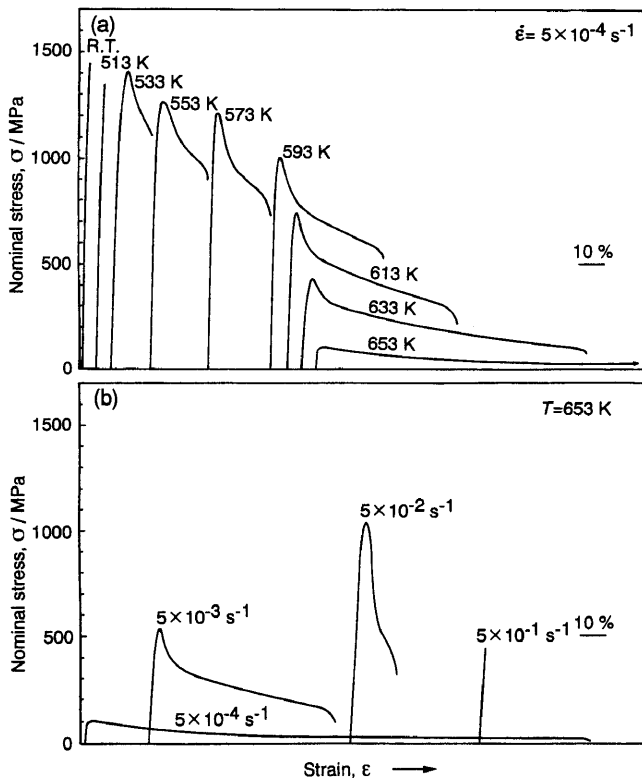 (a)
ε̇= 5×10⁻⁴ s⁻¹
R.T.
513 K
533 K
553 K
573 K
593 K
613 K
633 K
653 K
10 %
1500
1000
500
0
Nominal stress, σ / MPa
(b)
T=653 K
5×10⁻² s⁻¹
5×10⁻³ s⁻¹
5×10⁻¹ s⁻¹
5×10⁻⁴ s⁻¹
10 %
1500
1000
500
0
Nominal stress, σ / MPa
Strain, ε